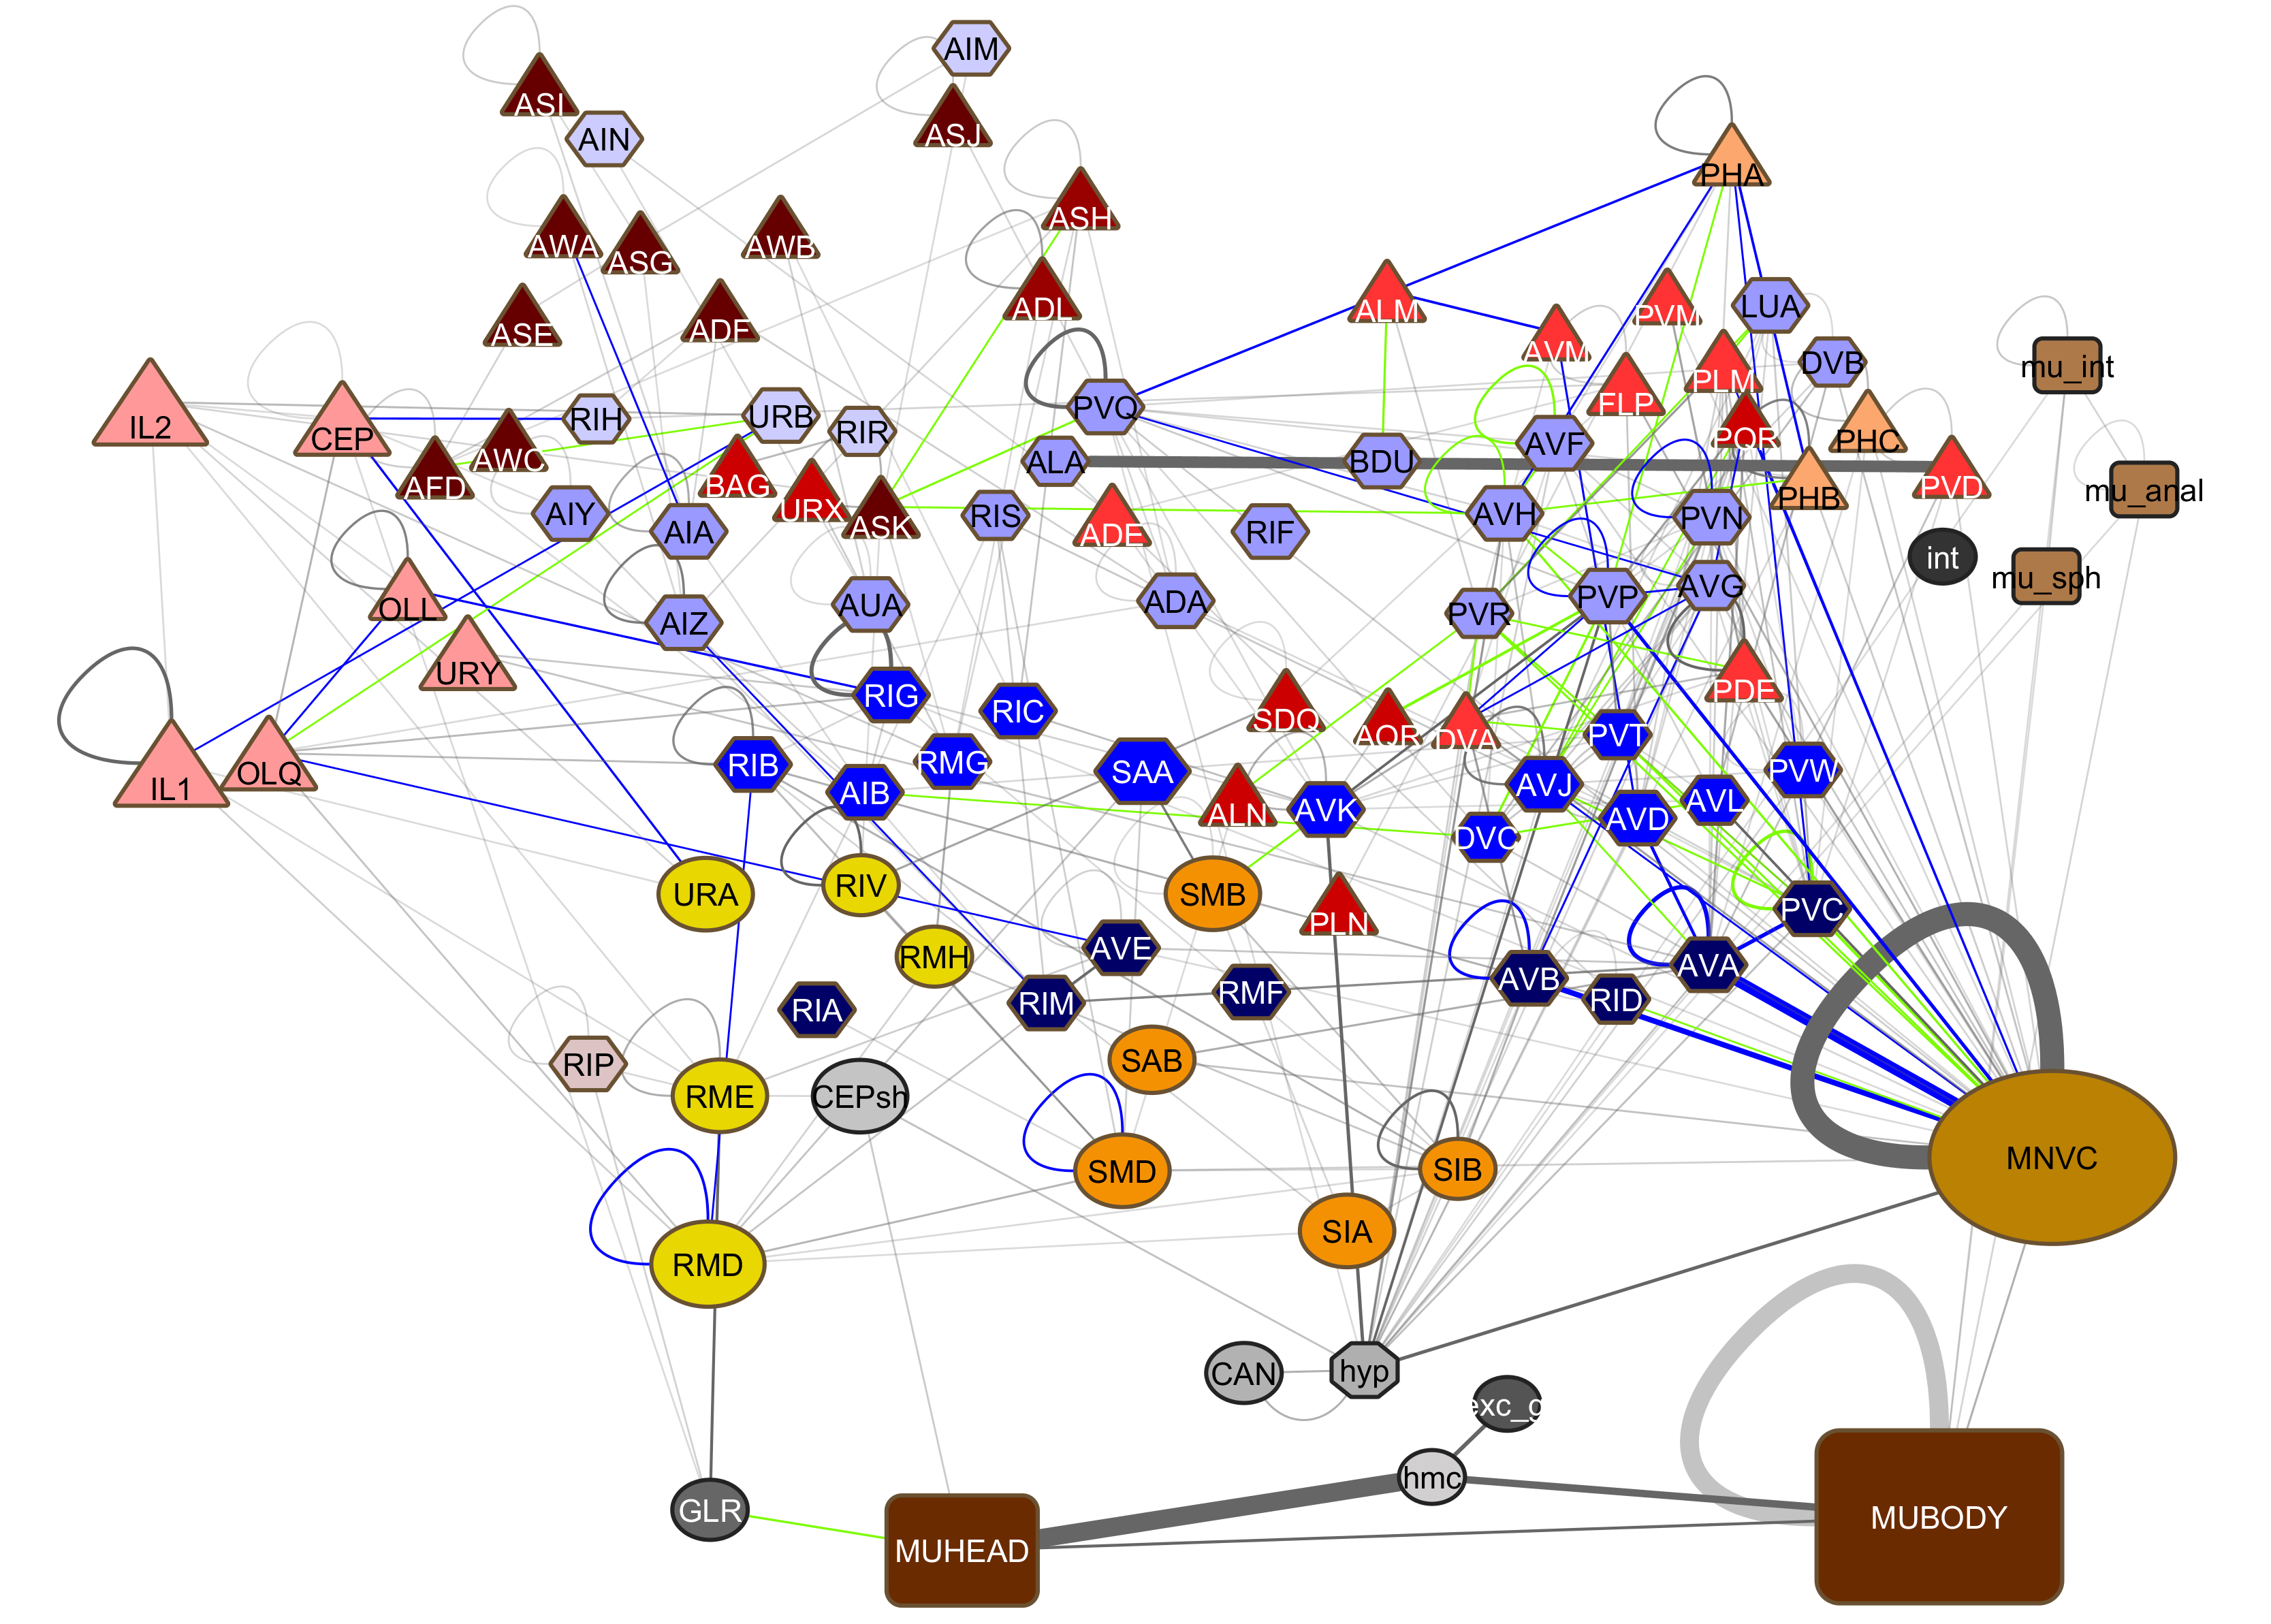 AIM
ASI
ASJ
AIN
PHA
ASH
AWA
ASG
AWB
ASE
ADF
ADL
ALM
PVM
LUA
AVM
DVB
mu_int
PLM
FLP
IL2
CEP
RIH
URB
RIR
PVQ
AVF
PQR
PHC
AFD
AWC
BAG
URX
ASK
ALA
BDU
PHB
PVD
mu_anal
AIY
AIA
RIS
ADE
RIF
AVH
PVN
int
mu_sph
OLL
AIZ
AUA
ADA
PVR
PVP
AVG
URY
RIG
RIC
SDQ
AQR
DVA
PDE
PVT
IL1
OLQ
RIB
RMG
AIB
SAA
ALN
AVK
AVJ
AVL
PVW
DVC
AVD
URA
RIV
SMB
PLN
PVC
RMH
AVE
RIA
RIM
RMF
AVB
RID
AVA
RIP
RME
CEPsh
SAB
SMD
SIB
MNVC
RMD
SIA
CAN
hyp
exc_g
hmc
GLR
MUHEAD
MUBODY